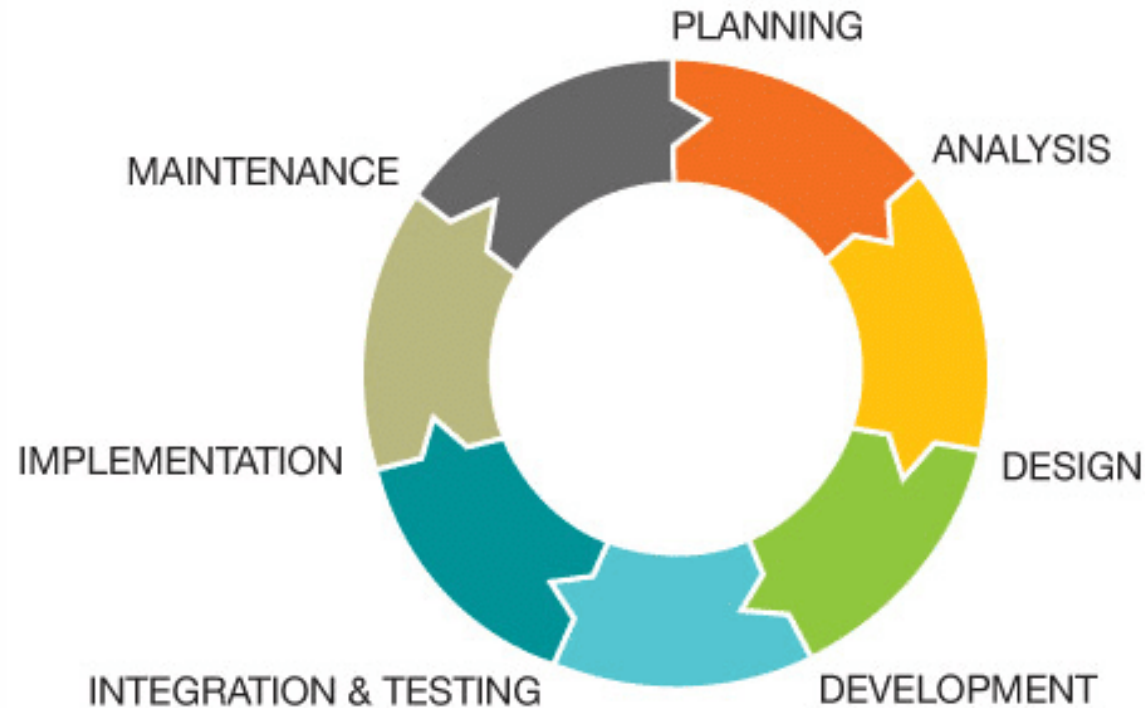 PLANNING
ANALYSIS
MAINTENANCE
IMPLEMENTATION
DESIGN
INTEGRATION & TESTING
DEVELOPMENT